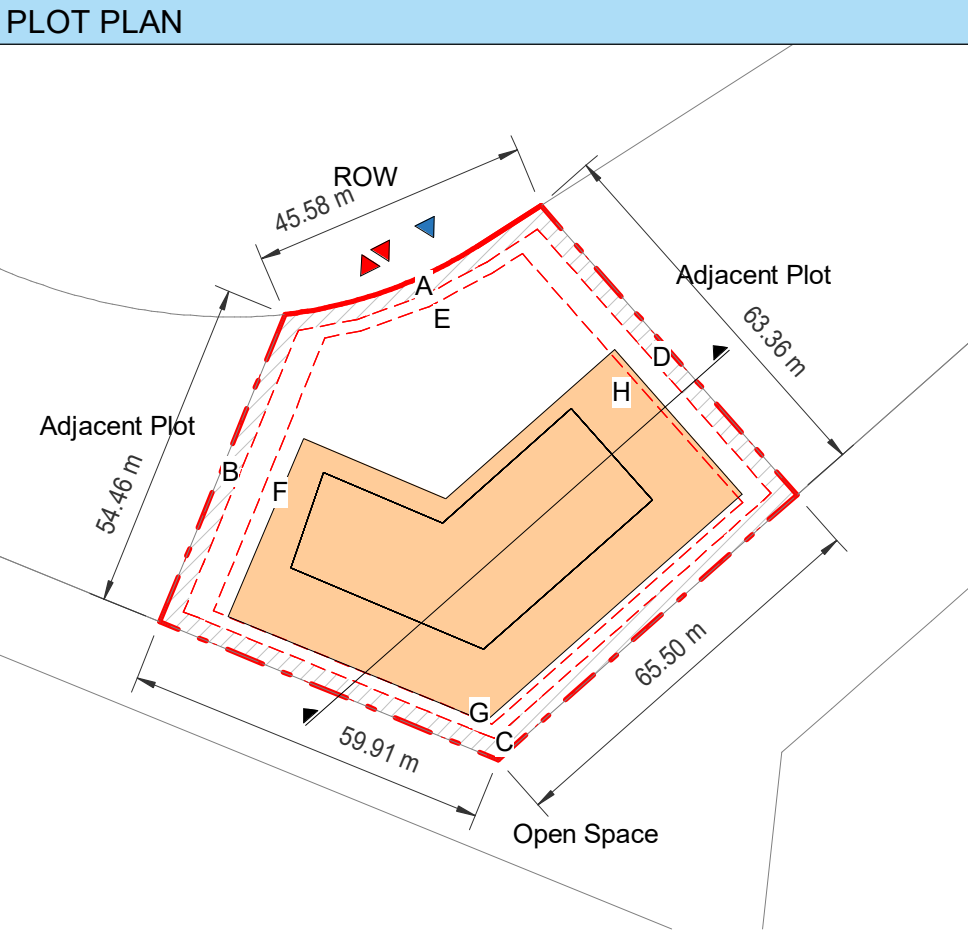 PLOT PLAN
ROW
45.58 m
A
E
Adjacent Plot
63.36 m
D
H
Adjacent Plot
54.46 m
B
F
65.50 m
G
C
59.91 m
Open Space